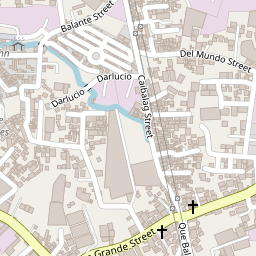 Balante Street
Del Mundo Street
Darlucio
Darlucio
Calbalag Street
Grande Street
Que Bal